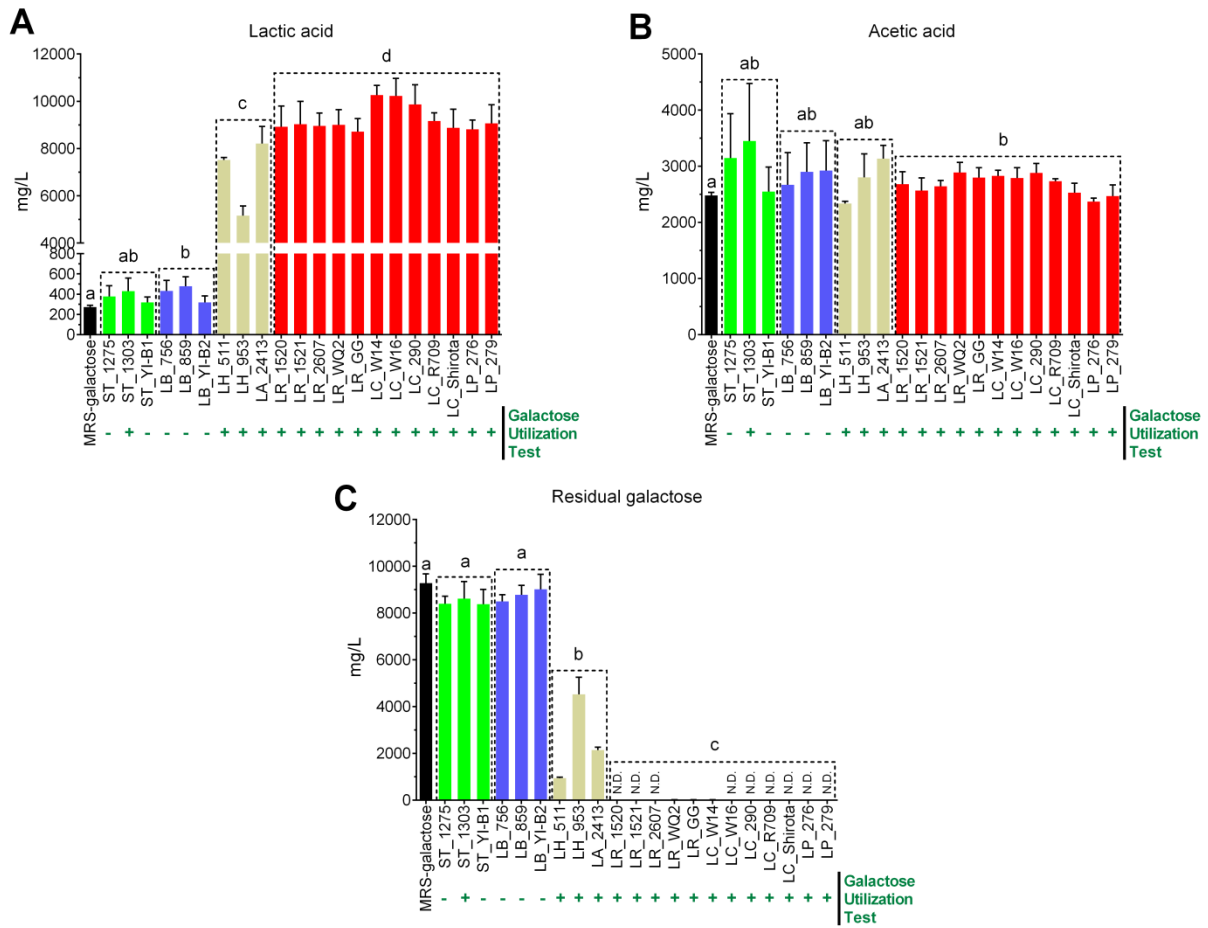 A
Lactic acid
mg/L
12000
10000
8000
6000
4000
800
600
400
200
0
a
ab
b
c
d
MRS-galactose
ST_1275
ST_1303
ST_YI-B1
LB_756
LB_859
LB_YI-B2
LH_511
LH_953
LA_2413
LR_1520
LR_1521
LR_2607
LR_WQ2
LR_GG
LC_W14
LC_W16
LC_290
LC_R709
LC_Shirota
LP_276
LP_279
- + - - - - + + + + + + + + + + + + + + +
Galactose
Utilization
Test
B
Acetic acid
mg/L
5000
4000
3000
2000
1000
0
a
ab
ab
ab
b
MRS-galactose
ST_1275
ST_1303
ST_YI-B1
LB_756
LB_859
LB_YI-B2
LH_511
LH_953
LA_2413
LR_1520
LR_1521
LR_2607
LR_WQ2
LR_GG
LC_W14
LC_W16
LC_290
LC_R709
LC_Shirota
LP_276
LP_279
- + - - - - + + + + + + + + + + + + + + +
Galactose
Utilization
Test
C
Residual galactose
mg/L
12000
10000
8000
6000
4000
2000
0
a
a
a
b
c
N.D.
N.D.
N.D.
N.D.
N.D.
N.D.
N.D.
N.D.
N.D.
MRS-galactose
ST_1275
ST_1303
ST_YI-B1
LB_756
LB_859
LB_YI-B2
LH_511
LH_953
LA_2413
LR_1520
LR_1521
LR_2607
LR_WQ2
LR_GG
LC_W14
LC_W16
LC_290
LC_R709
LC_Shirota
LP_276
LP_279
- + - - - - + + + + + + + + + + + + + + +
Galactose
Utilization
Test